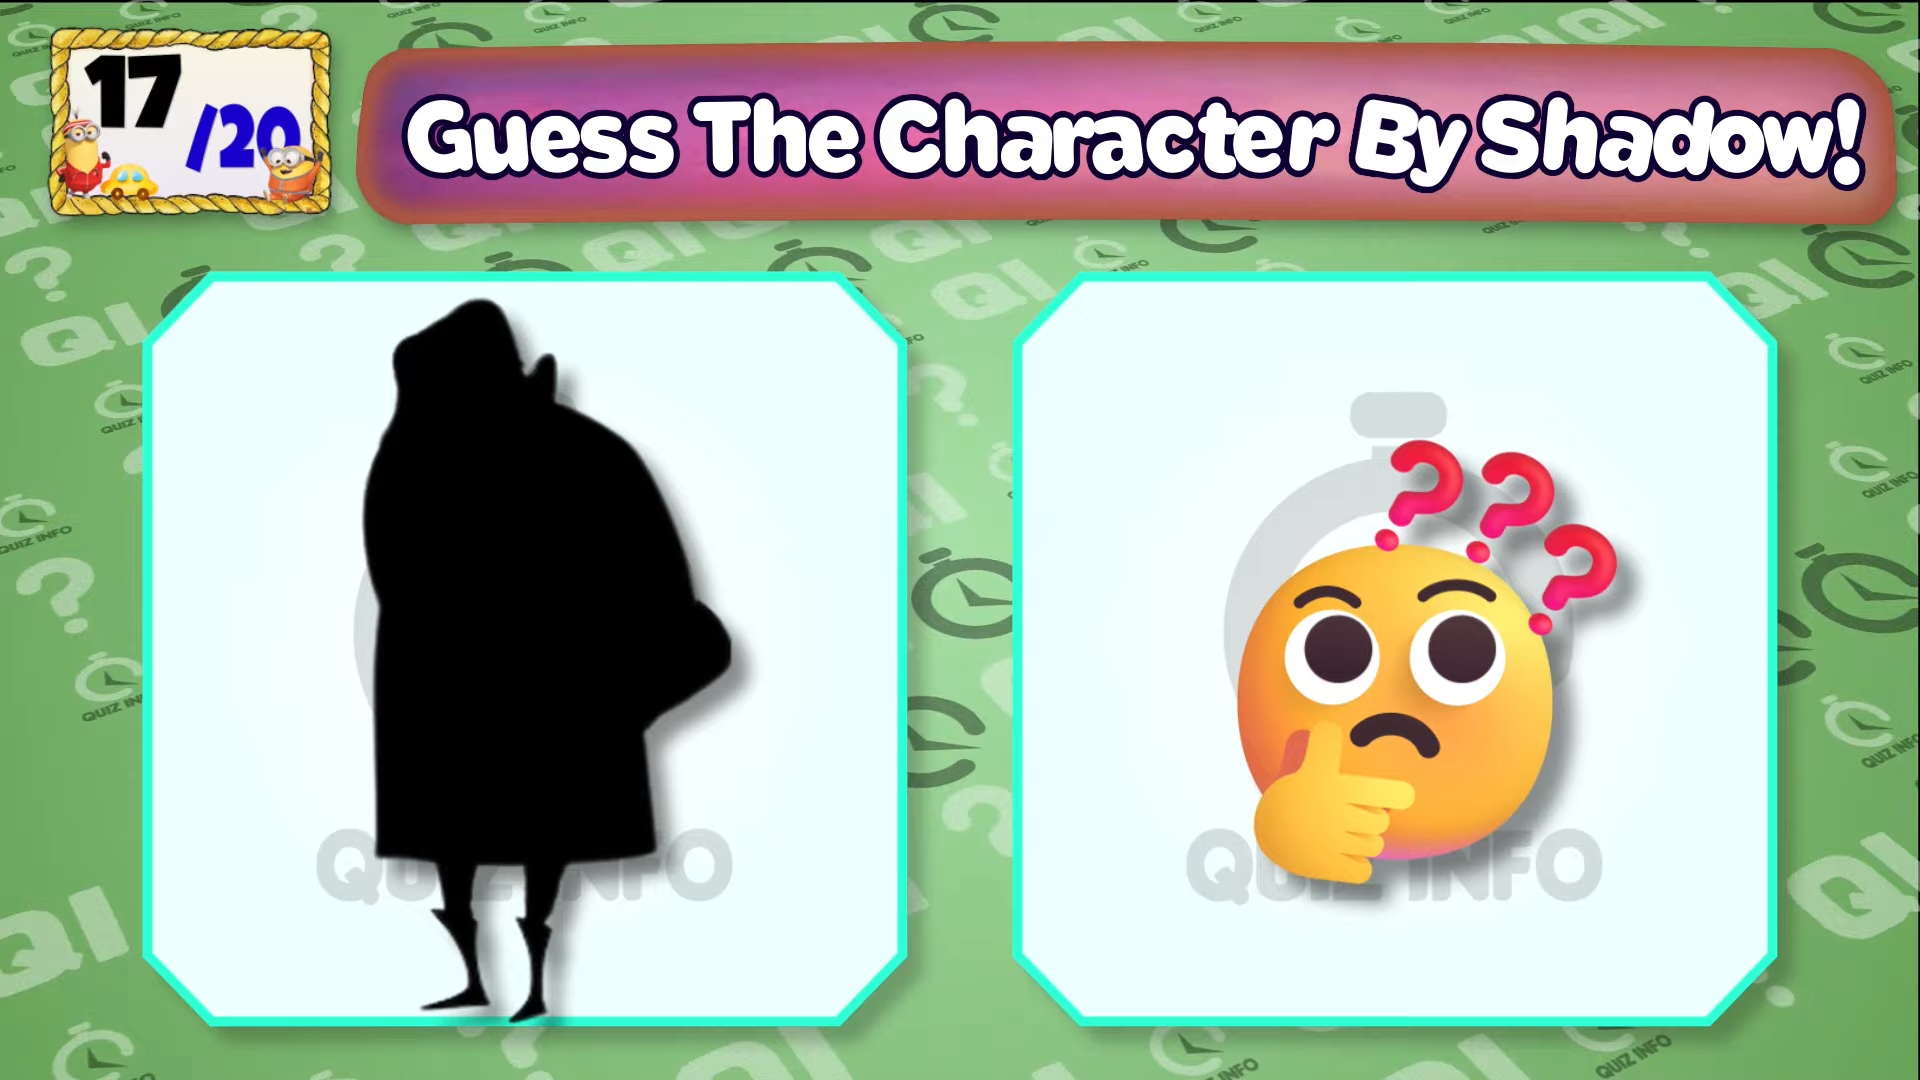 17
/20
Guess The Character By Shadow!
QUIZ INFO
QUIZ INFO